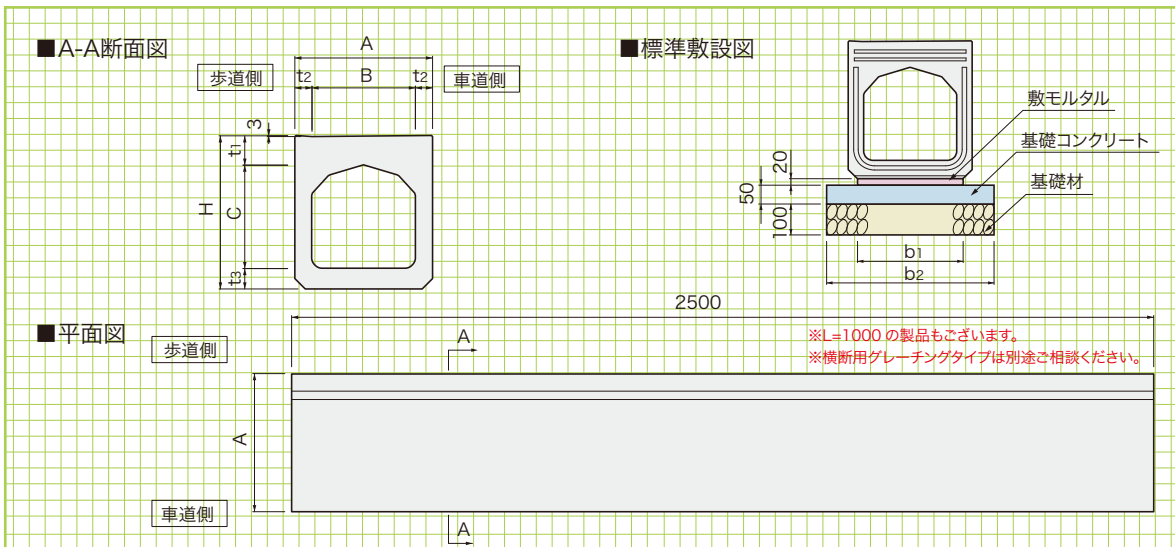 ■A-A断面図
A
歩道側
t2
B
t2
車道側
3
t1
H
C
t3
■標準敷設図
敷モルタル
基礎コンクリート
基礎材
20
50
100
b1
b2
■平面図
歩道側
2500
A
※L=1000 の製品もございます。
※横断用グレーチングタイプは別途ご相談ください。
A
車道側
A